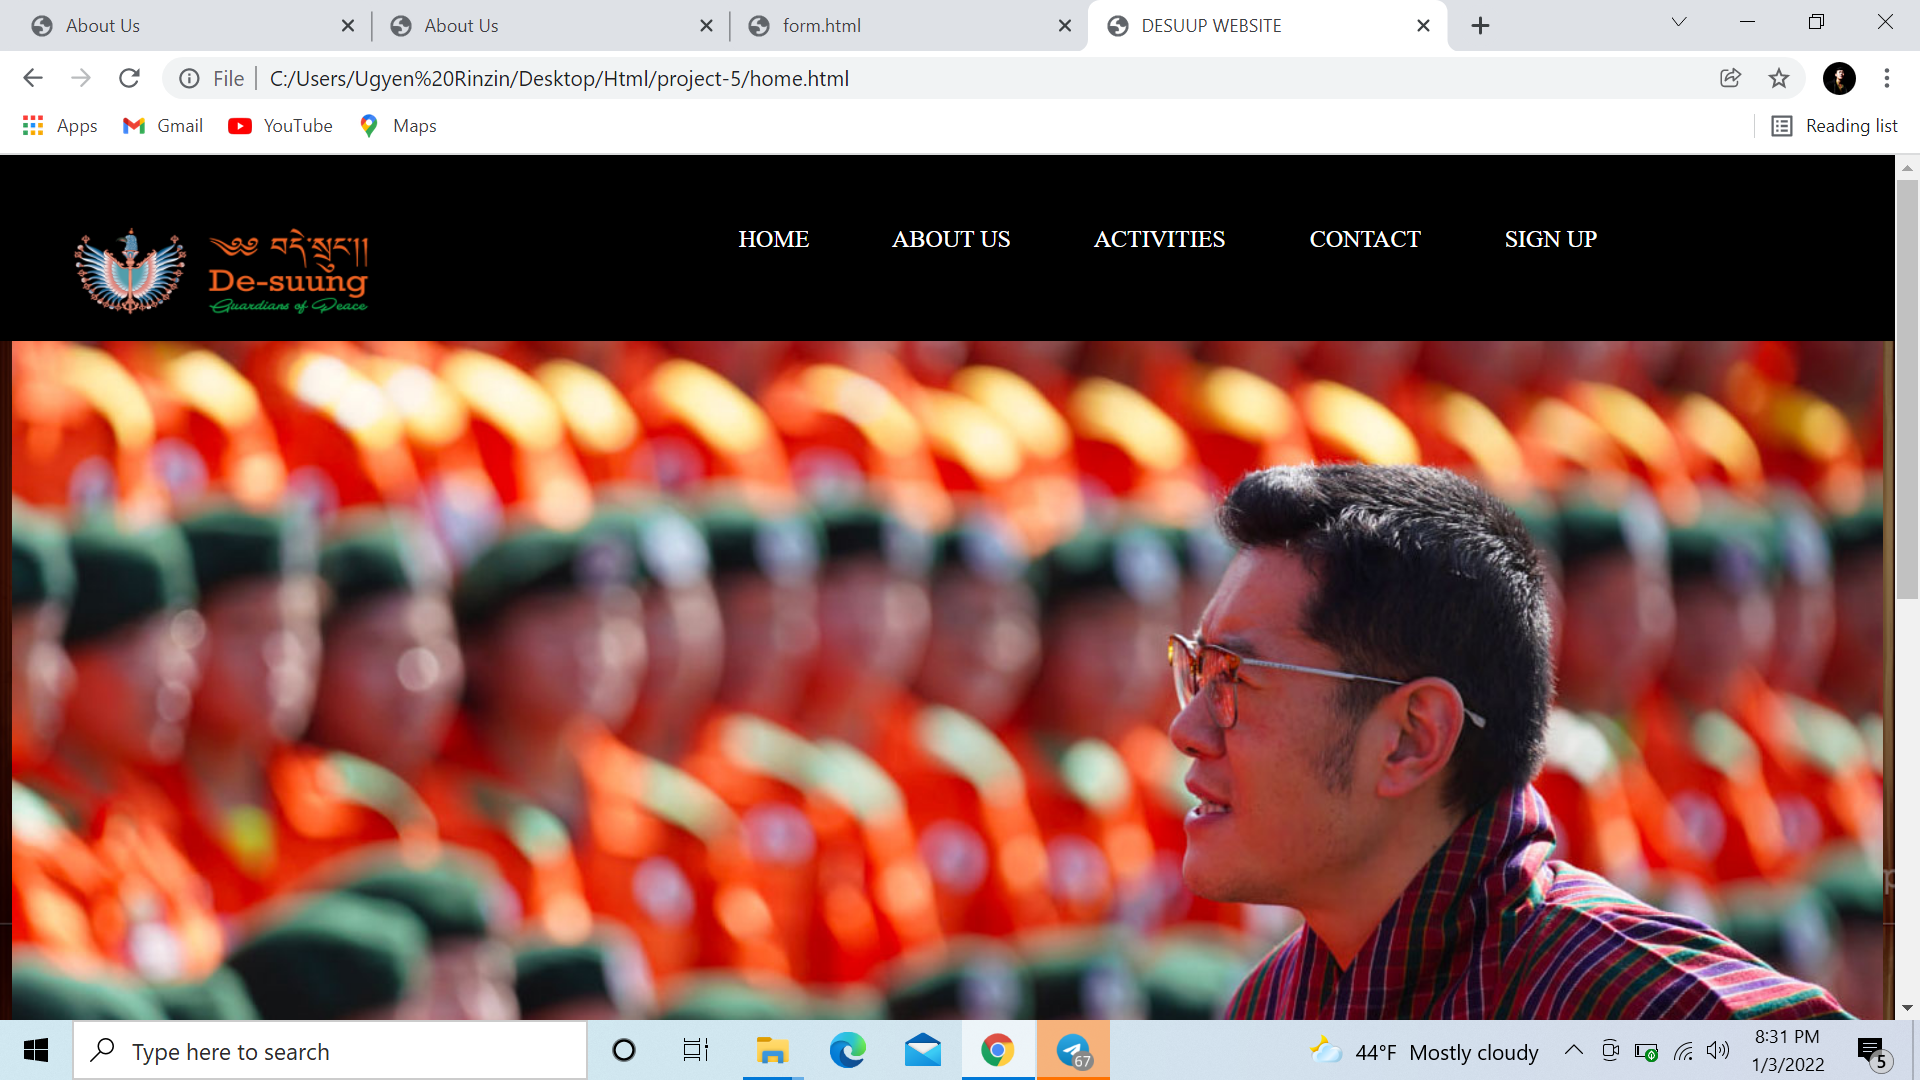 About Us
About Us
form.html
DESUUP WEBSITE
File
C:/Users/Ugyen%20Rinzin/Desktop/Html/project-5/home.html
Apps
Gmail
YouTube
Maps
Reading list
HOME
ABOUT US
ACTIVITIES
CONTACT
SIGN UP
༄༅ བདེ་སྲུང།།
De-suung
Guardians of Peace
Type here to search
67
44°F Mostly cloudy
8:31 PM
1/3/2022
5